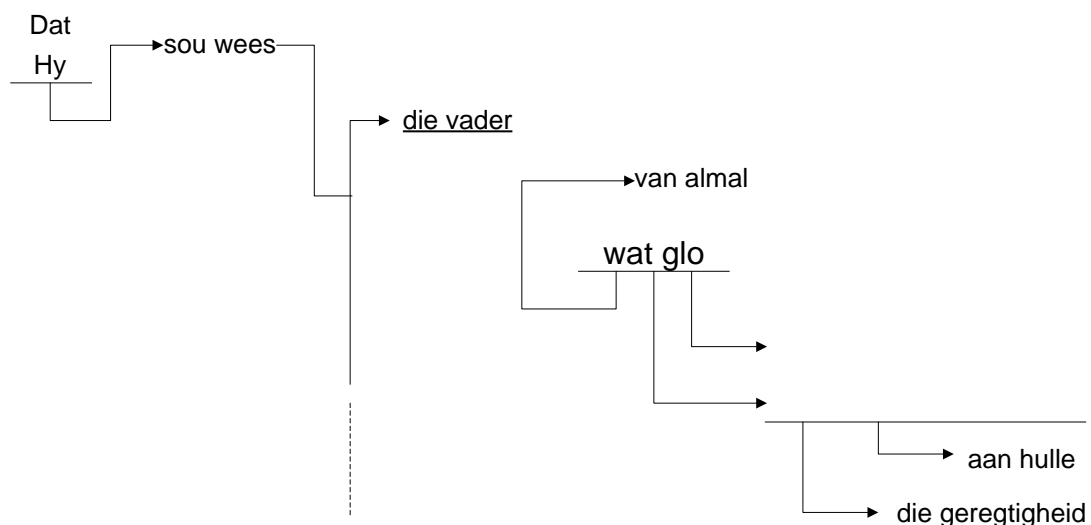 Dat
Hy
sou wees
die vader
van almal
wat glo
aan hulle
die geregtigheid